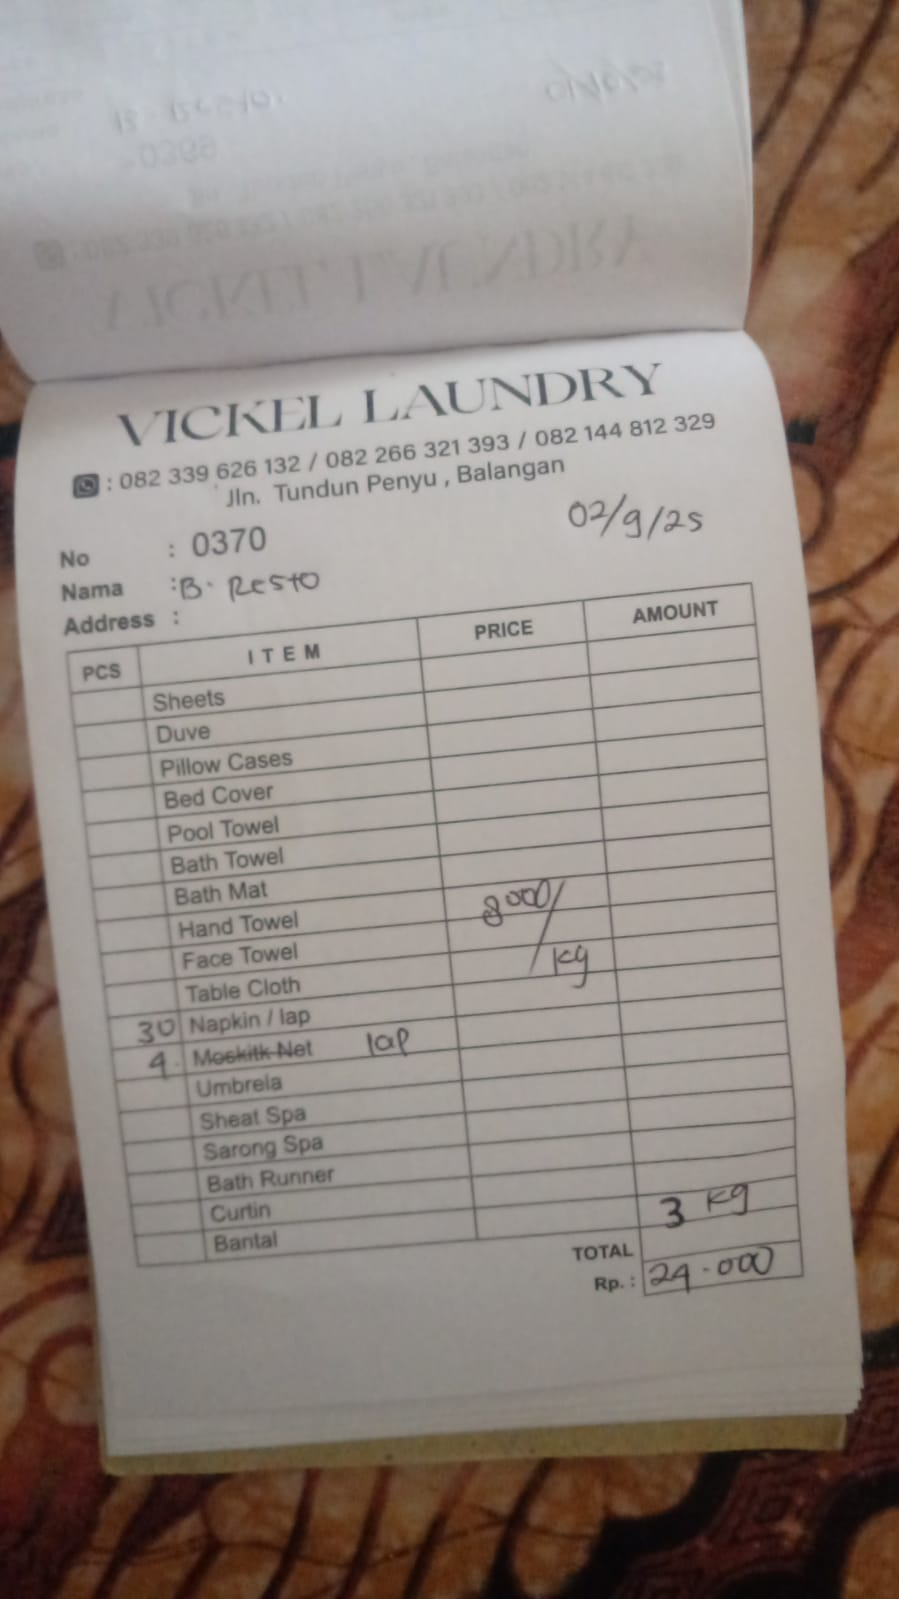 VICKEL LAUNDRY
: 082 339 626 132 / 082 266 321 393 / 082 144 812 329
Jln. Tundun Penyu , Balangan
02/9/25
No : 0370
Nama : B. Resto
Address :
PCS ITEM PRICE AMOUNT
Sheets
Duve
Pillow Cases
Bed Cover
Pool Towel
Bath Towel
Bath Mat
Hand Towel 8000/
Face Towel
Table Cloth kg
30 Napkin / lap
4. Moskitk Net lap
Umbrela
Sheat Spa
Sarong Spa
Bath Runner
Curtin
Bantal 3 kg
TOTAL
Rp. : 24.000